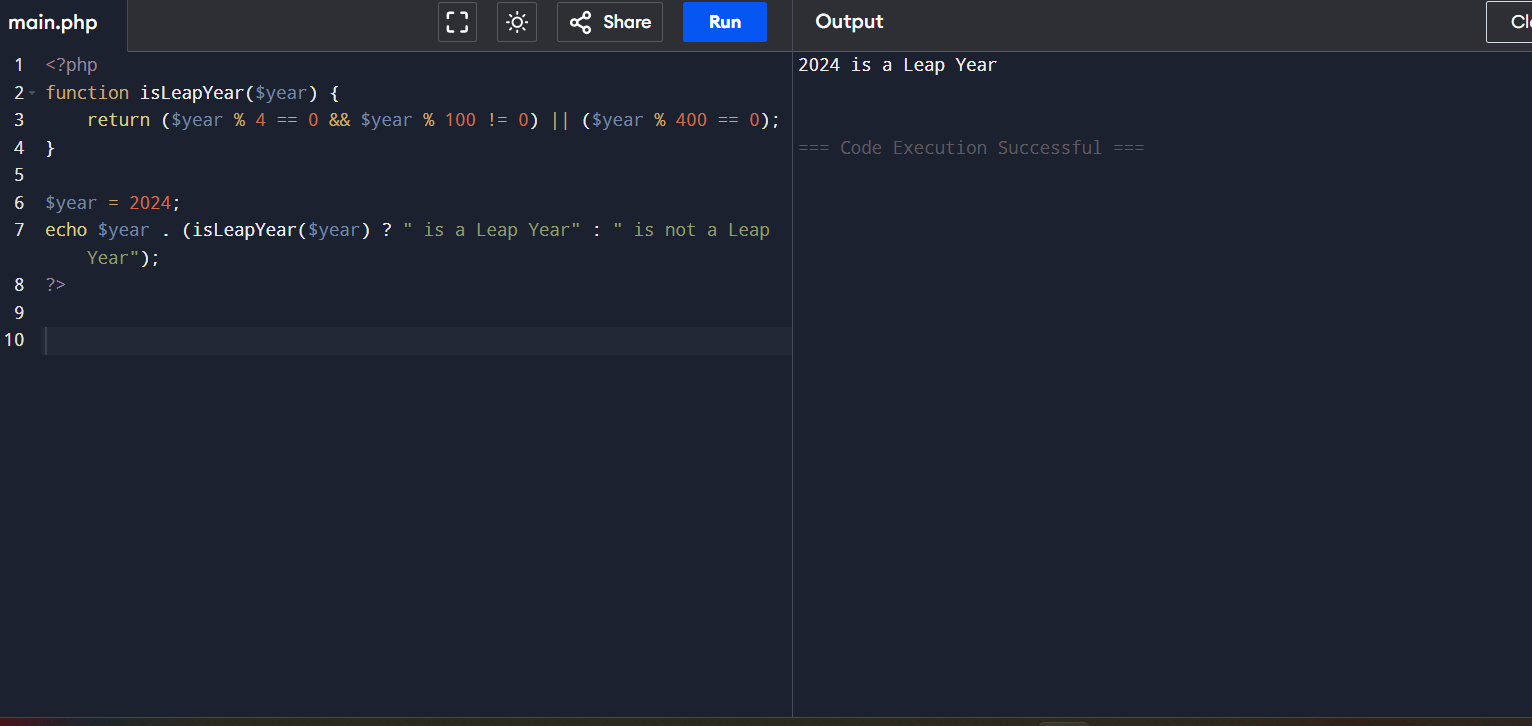 main.php
Share
Run
Output
1 <?php
2 function isLeapYear($year) {
3     return ($year % 4 == 0 && $year % 100 != 0) || ($year % 400 == 0);
4 }
5
6 $year = 2024;
7 echo $year . (isLeapYear($year) ? " is a Leap Year" : " is not a Leap
    Year");
8 ?>
9
10
2024 is a Leap Year
=== Code Execution Successful ===